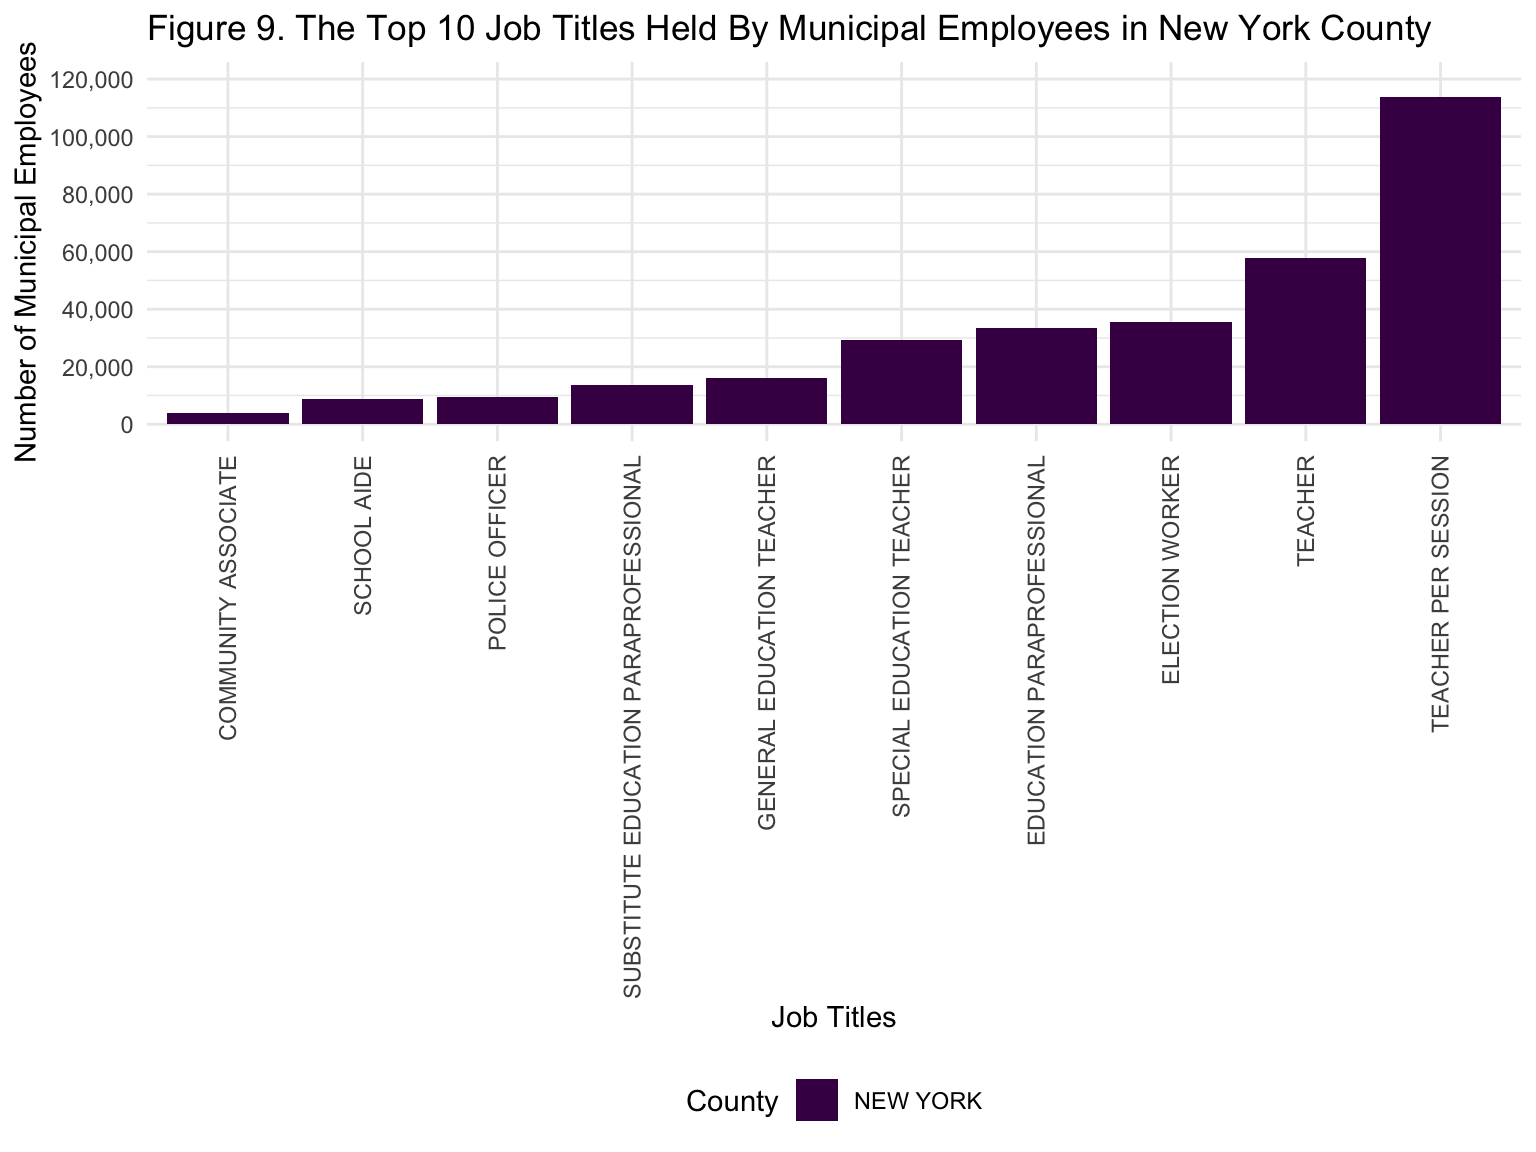 Figure 9. The Top 10 Job Titles Held By Municipal Employees in New York County
Number of Municipal Employees
120,000
100,000
80,000
60,000
40,000
20,000
0
COMMUNITY ASSOCIATE
SCHOOL AIDE
POLICE OFFICER
SUBSTITUTE EDUCATION PARAPROFESSIONAL
GENERAL EDUCATION TEACHER
SPECIAL EDUCATION TEACHER
EDUCATION PARAPROFESSIONAL
ELECTION WORKER
TEACHER
TEACHER PER SESSION
Job Titles
County
NEW YORK